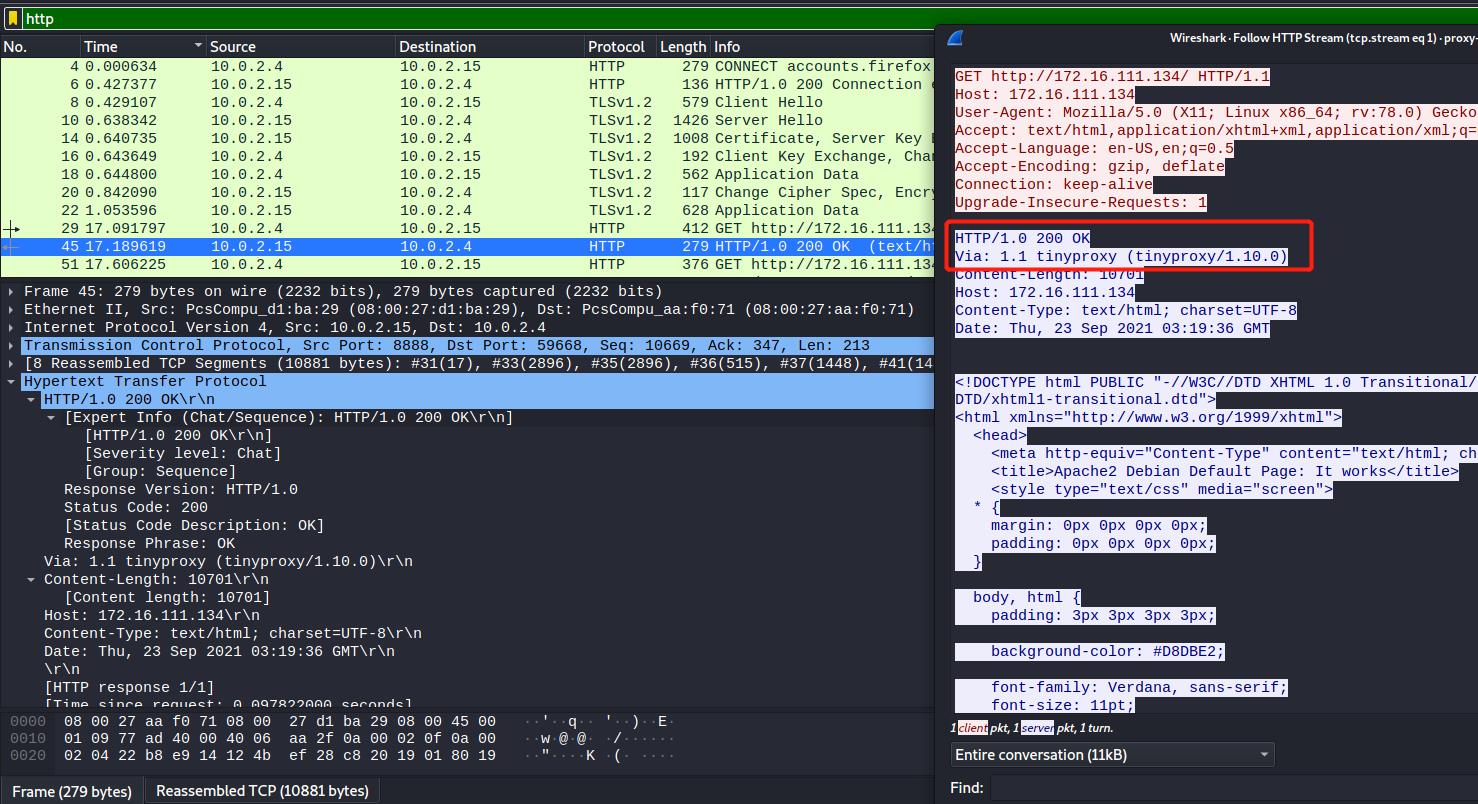 http
No. Time Source Destination Protocol Length Info
4 0.000634 10.0.2.4 10.0.2.15 HTTP 279 CONNECT accounts.firefox.
6 0.427377 10.0.2.15 10.0.2.4 HTTP 136 HTTP/1.0 200 Connection
8 0.429107 10.0.2.4 10.0.2.15 TLSv1.2 579 Client Hello
10 0.638342 10.0.2.15 10.0.2.4 TLSv1.2 1426 Server Hello
14 0.640735 10.0.2.15 10.0.2.4 TLSv1.2 1008 Certificate, Server Key
16 0.643649 10.0.2.4 10.0.2.15 TLSv1.2 192 Client Key Exchange, Cha
18 0.644800 10.0.2.4 10.0.2.15 TLSv1.2 562 Application Data
20 0.842090 10.0.2.15 10.0.2.4 TLSv1.2 117 Change Cipher Spec, Encry
22 1.053596 10.0.2.15 10.0.2.4 TLSv1.2 628 Application Data
29 17.091797 10.0.2.4 10.0.2.15 HTTP 412 GET http://172.16.111.134
45 17.189619 10.0.2.15 10.0.2.4 HTTP 279 HTTP/1.0 200 OK (text/h
51 17.606225 10.0.2.4 10.0.2.15 HTTP 376 GET http://172.16.111.134
Frame 45: 279 bytes on wire (2232 bits), 279 bytes captured (2232 bits)
Ethernet II, Src: PcsCompu_d1:ba:29 (08:00:27:d1:ba:29), Dst: PcsCompu_aa:f0:71 (08:00:27:aa:f0:71)
Internet Protocol Version 4, Src: 10.0.2.15, Dst: 10.0.2.4
Transmission Control Protocol, Src Port: 8888, Dst Port: 59668, Seq: 10669, Ack: 347, Len: 213
[8 Reassembled TCP Segments (10881 bytes): #31(17), #33(2896), #35(2896), #36(515), #37(1448), #41(14
Hypertext Transfer Protocol
HTTP/1.0 200 OK\r\n
[Expert Info (Chat/Sequence): HTTP/1.0 200 OK\r\n]
[HTTP/1.0 200 OK\r\n]
[Severity level: Chat]
[Group: Sequence]
Response Version: HTTP/1.0
Status Code: 200
[Status Code Description: OK]
Response Phrase: OK
Via: 1.1 tinyproxy (tinyproxy/1.10.0)\r\n
Content-Length: 10701\r\n
[Content length: 10701]
Host: 172.16.111.134\r\n
Content-Type: text/html; charset=UTF-8\r\n
Date: Thu, 23 Sep 2021 03:19:36 GMT\r\n
\r\n
[HTTP response 1/1]
[Time since request: 0.097822000 seconds]
0000 08 00 27 aa f0 71 08 00 27 d1 ba 29 08 00 45 00 ··'··q·· '··)··E·
0010 01 09 77 ad 40 00 40 06 aa 2f 0a 00 02 0f 0a 00 ··w·@·@· ·/······
0020 02 04 22 b8 e9 14 12 4b ef 28 c8 20 19 01 80 19 ··"····K ·(· ····
Frame (279 bytes) Reassembled TCP (10881 bytes)
Wireshark · Follow HTTP Stream (tcp.stream eq 1) · proxy-
GET http://172.16.111.134/ HTTP/1.1
Host: 172.16.111.134
User-Agent: Mozilla/5.0 (X11; Linux x86_64; rv:78.0) Gecko
Accept: text/html,application/xhtml+xml,application/xml;q=
Accept-Language: en-US,en;q=0.5
Accept-Encoding: gzip, deflate
Connection: keep-alive
Upgrade-Insecure-Requests: 1
HTTP/1.0 200 OK
Via: 1.1 tinyproxy (tinyproxy/1.10.0)
Content-Length: 10701
Host: 172.16.111.134
Content-Type: text/html; charset=UTF-8
Date: Thu, 23 Sep 2021 03:19:36 GMT
<!DOCTYPE html PUBLIC "-//W3C//DTD XHTML 1.0 Transitional/
DTD/xhtml1-transitional.dtd">
<html xmlns="http://www.w3.org/1999/xhtml">
<head>
<meta http-equiv="Content-Type" content="text/html; ch
<title>Apache2 Debian Default Page: It works</title>
<style type="text/css" media="screen">
* {
margin: 0px 0px 0px 0px;
padding: 0px 0px 0px 0px;
}
body, html {
padding: 3px 3px 3px 3px;
background-color: #D8DBE2;
font-family: Verdana, sans-serif;
font-size: 11pt;
1 client pkt, 1 server pkt, 1 turn.
Entire conversation (11kB)
Find: